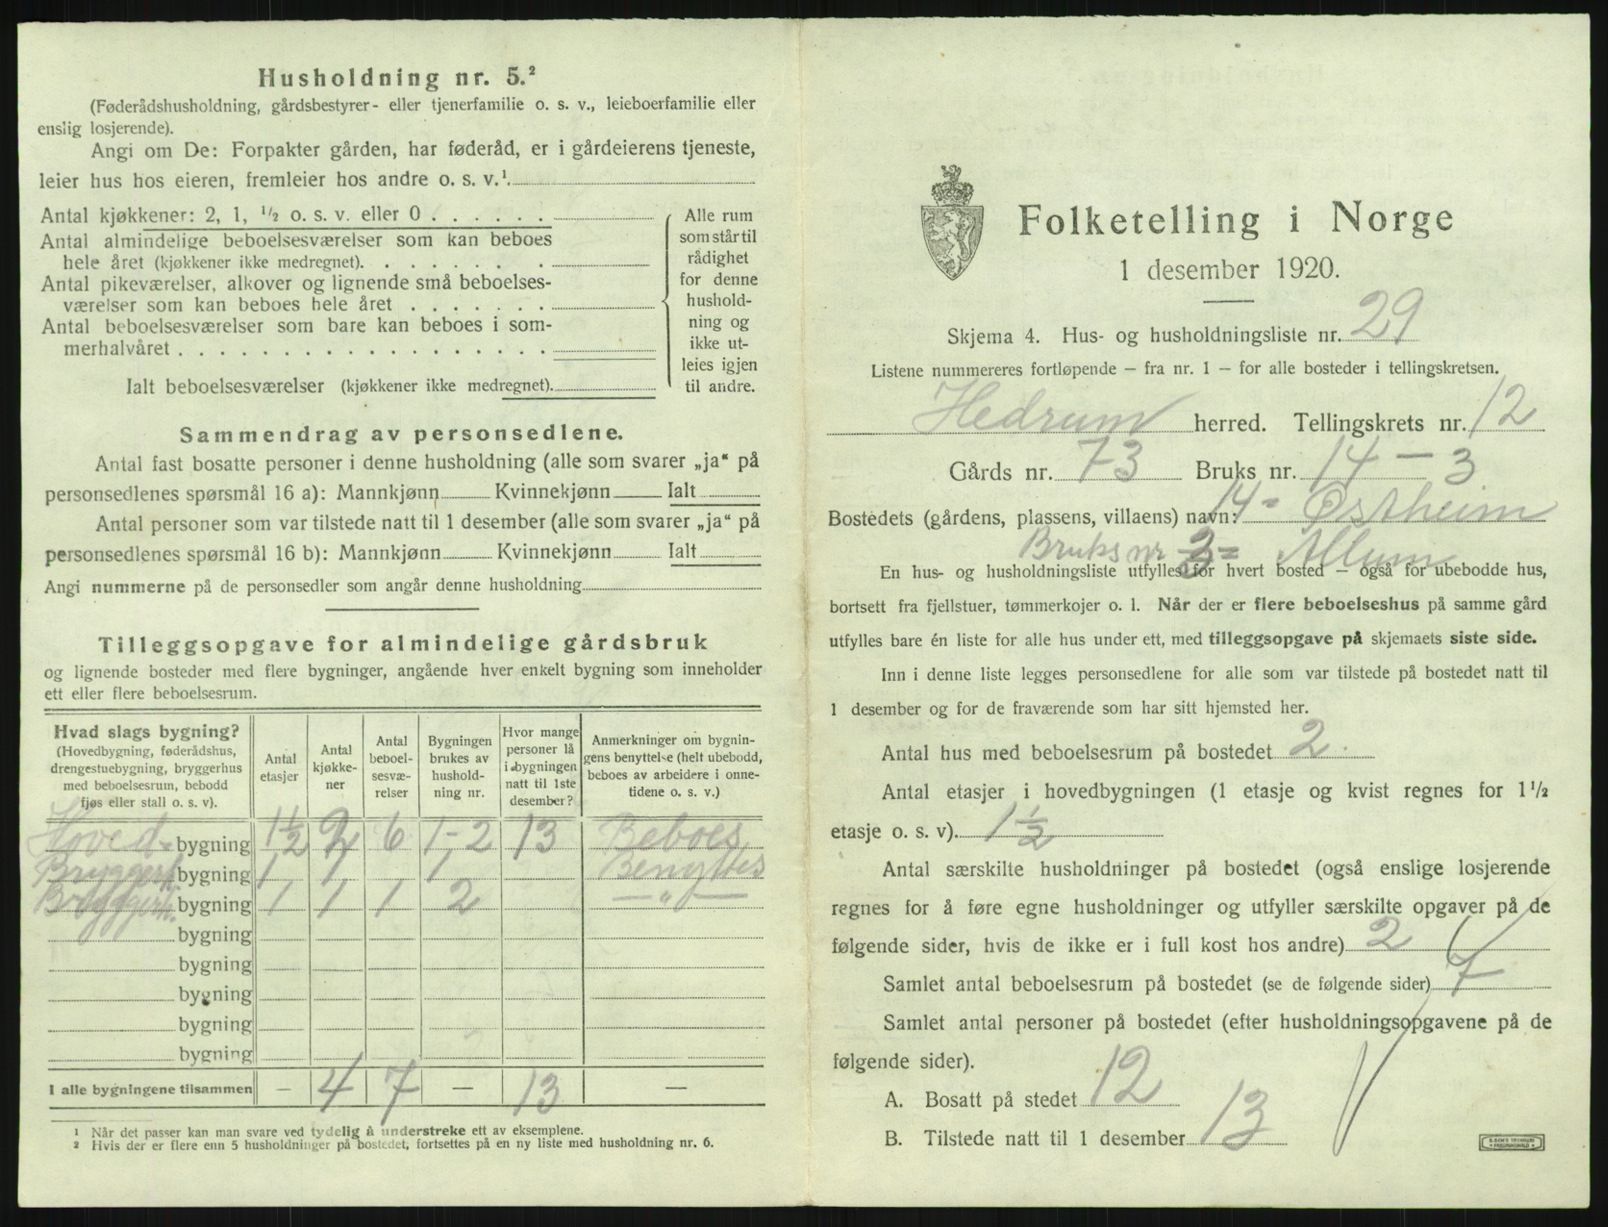 Husholdning nr. 5.²
(Føderådshusholdning, gårdsbestyrer- eller tjenerfamilie o. s. v., leieboerfamilie eller
enslig losjerende).
Angi om De: Forpakter gården, har føderåd, er i gårdeierens tjeneste,
leier hus hos eieren, fremleier hos andre o. s. v.¹.
Antal kjøkkener: 2, 1, ½ o. s. v. eller 0 . . . . . .
Antal almindelige beboelsesværelser som kan beboes
hele året (kjøkkener ikke medregnet). . . . . . . . .
Antal pikeværelser, alkover og lignende små beboelses-
værelser som kan beboes hele året . . . . . . .
Antal beboelsesværelser som bare kan beboes i som-
merhalvåret . . . . . . . . . . . . . . . . . .
Ialt beboelsesværelser (kjøkkener ikke medregnet).
Alle rum
som står til
rådighet
for denne
hushold-
ning og
ikke ut-
leies igjen
til andre.
Sammendrag av personsedlene.
Antal fast bosatte personer i denne husholdning (alle som svarer „ja“ på
personsedlenes spørsmål 16 a): Mannkjønn Kvinnekjønn Ialt
Antal personer som var tilstede natt til 1 desember (alle som svarer „ja“ på
personsedlenes spørsmål 16 b): Mannkjønn Kvinnekjønn Ialt
Angi nummerne på de personsedler som angår denne husholdning
Tilleggsopgave for almindelige gårdsbruk
og lignende bosteder med flere bygninger, angående hver enkelt bygning som inneholder
ett eller flere beboelsesrum.
Hvad slags bygning?
(Hovedbygning, føderådshus,
drengestuebygning, bryggerhus
med beboelsesrum, bebodd
fjøs eller stall o. s. v).
Antal
etasjer
Antal
kjøkke-
ner
Antal
beboel-
sesvæ-
relser
Bygningen
brukes av
hushold-
ning nr.
Hvor mange
personer lå
i bygningen
natt til 1ste
desember?
Anmerkninger om bygnin-
gens benyttelse (helt ubebodd,
beboes av arbeidere i onne-
tidene o. s. v.)
Hoved- bygning 1½ 2 6 1-2 13 Beboes
Bryggerh. bygning 1 1 1 Benyttes
Bryggerh. bygning 1 1 1 2 — „ —
bygning
bygning
bygning
bygning
bygning
I alle bygningene tilsammen — 4 7 — 13 —
¹ Når det passer kan man svare ved tydelig å understreke ett av eksemplene.
² Hvis der er flere enn 5 husholdninger på bostedet, fortsettes på en ny liste med husholdning nr. 6.
Folketelling i Norge
1 desember 1920.
Skjema 4. Hus- og husholdningsliste nr. 29
Listene nummereres fortløpende — fra nr. 1 — for alle bosteder i tellingskretsen.
Hedrum herred. Tellingskrets nr. 12
Gårds nr. 73 Bruks nr. 14 — 3
Bostedets (gårdens, plassens, villaens) navn: 14 = Østheim
Bruks nr 3 = Allum
En hus- og husholdningsliste utfylles for hvert bosted — også for ubebodde hus,
bortsett fra fjellstuer, tømmerkojer o. l. Når der er flere beboelseshus på samme gård
utfylles bare én liste for alle hus under ett, med tilleggsopgave på skjemaets siste side.
Inn i denne liste legges personsedlene for alle som var tilstede på bostedet natt til
1 desember og for de fraværende som har sitt hjemsted her.
Antal hus med beboelsesrum på bostedet 2.
Antal etasjer i hovedbygningen (1 etasje og kvist regnes for 1½
etasje o. s. v). 1½
Antal særskilte husholdninger på bostedet (også enslige losjerende
regnes for å føre egne husholdninger og utfyller særskilte opgaver på de
følgende sider, hvis de ikke er i full kost hos andre) 2
Samlet antal beboelsesrum på bostedet (se de følgende sider) 7
Samlet antal personer på bostedet (efter husholdningsopgavene på de
følgende sider).
A. Bosatt på stedet 12
B. Tilstede natt til 1 desember 13